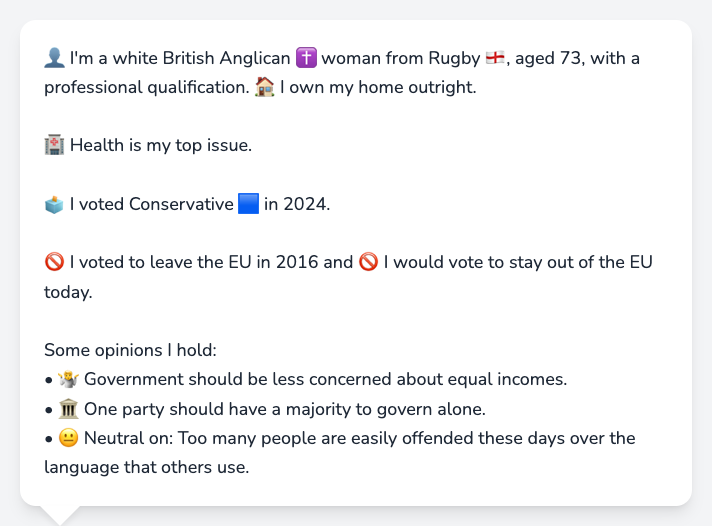 👤 I'm a white British Anglican ✝️ woman from Rugby 🏴󠁧󠁢󠁥󠁮󠁧󠁿, aged 73, with a
professional qualification. 🏠 I own my home outright.
🏥 Health is my top issue.
🗳️ I voted Conservative 🟦 in 2024.
🚫 I voted to leave the EU in 2016 and 🚫 I would vote to stay out of the EU
today.
Some opinions I hold:
• 🤷 Government should be less concerned about equal incomes.
• 🏛️ One party should have a majority to govern alone.
• 😐 Neutral on: Too many people are easily offended these days over the
language that others use.